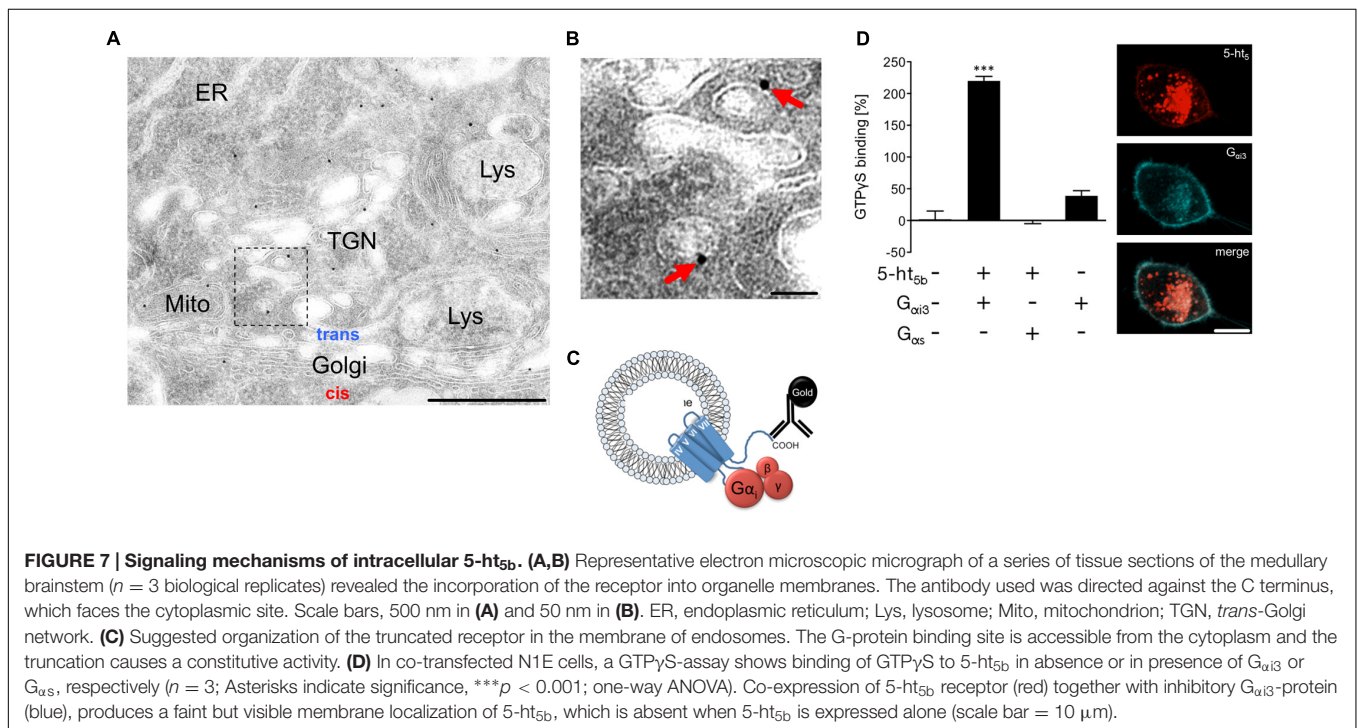 A
ER
Lys
TGN
Mito
Lys
trans
Golgi
cis
B
C
Gold
COOH
β
γ
Gαi
D
GTPγS binding [%]
250
200
150
100
50
0
-50
***
5-ht5b - + + -
Gαi3 - + - +
Gαs - - + -
5-ht5
Gαi3
merge
FIGURE 7 | Signaling mechanisms of intracellular 5-ht5b. (A,B) Representative electron microscopic micrograph of a series of tissue sections of the medullary
brainstem (n = 3 biological replicates) revealed the incorporation of the receptor into organelle membranes. The antibody used was directed against the C terminus,
which faces the cytoplasmic site. Scale bars, 500 nm in (A) and 50 nm in (B). ER, endoplasmic reticulum; Lys, lysosome; Mito, mitochondrion; TGN, trans-Golgi
network. (C) Suggested organization of the truncated receptor in the membrane of endosomes. The G-protein binding site is accessible from the cytoplasm and the
truncation causes a constitutive activity. (D) In co-transfected N1E cells, a GTPγS-assay shows binding of GTPγS to 5-ht5b in absence or in presence of Gαi3 or
Gαs, respectively (n = 3; Asterisks indicate significance, ***p < 0.001; one-way ANOVA). Co-expression of 5-ht5b receptor (red) together with inhibitory Gαi3-protein
(blue), produces a faint but visible membrane localization of 5-ht5b, which is absent when 5-ht5b is expressed alone (scale bar = 10 μm).